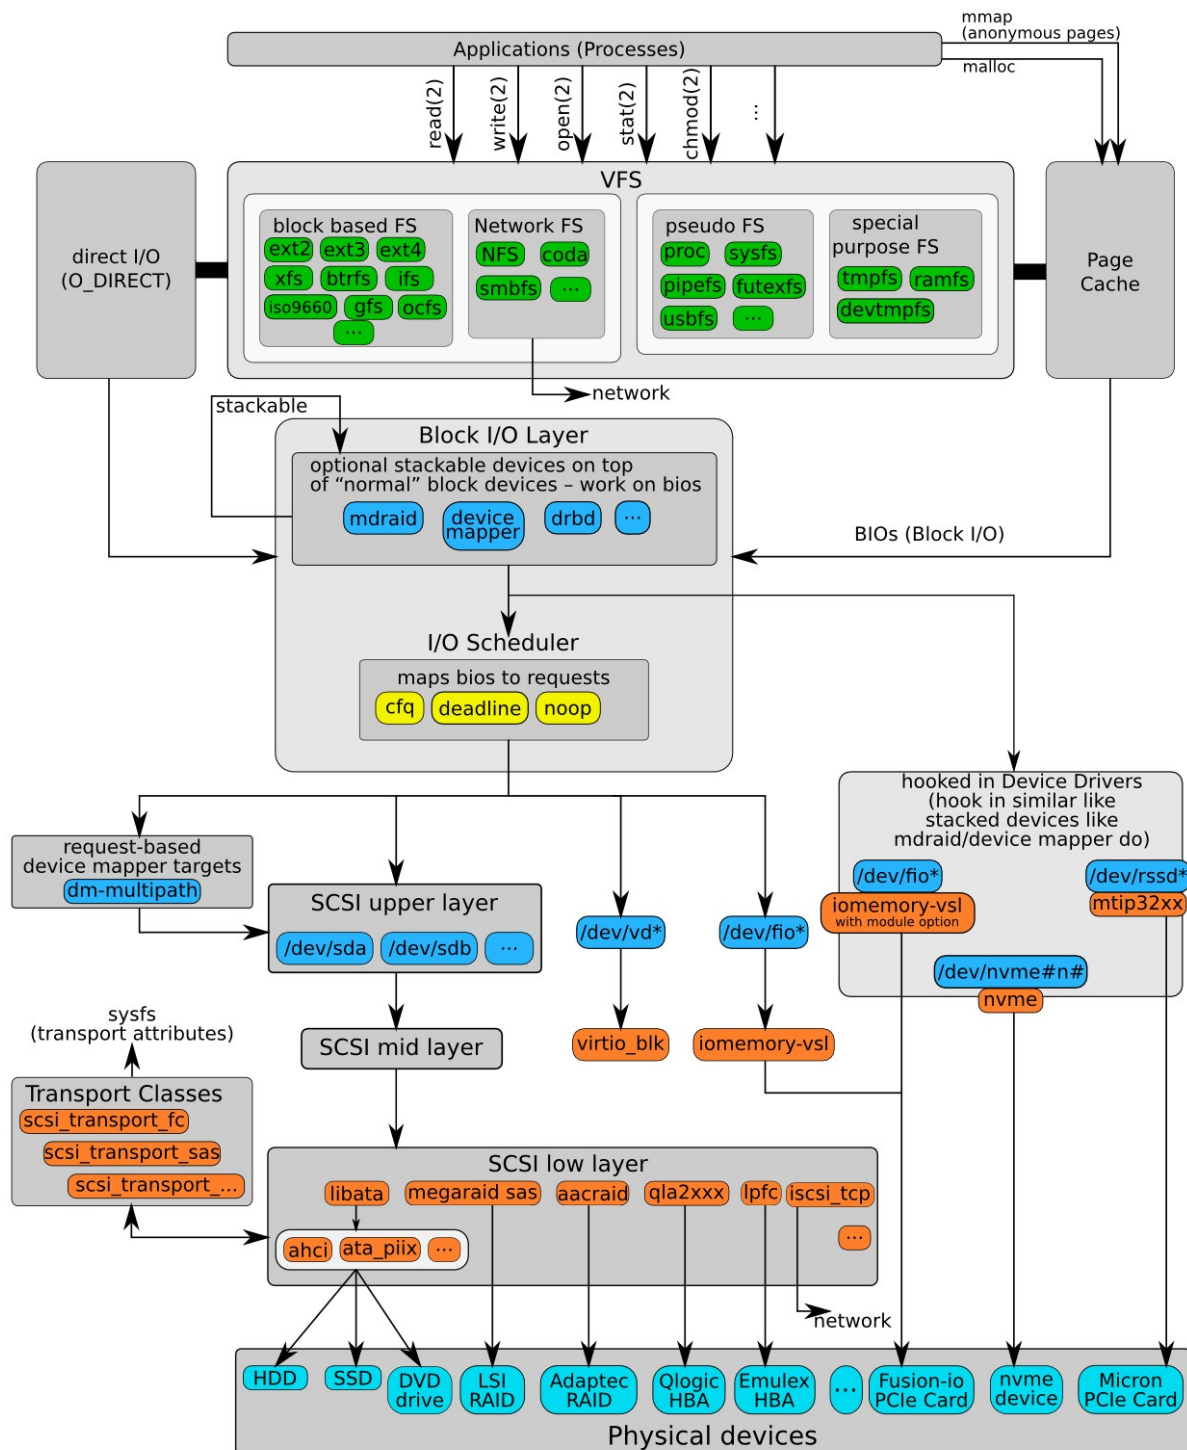 mmap
(anonymous pages)
Applications (Processes)
malloc
read(2)
write(2)
open(2)
stat(2)
chmod(2)
...
VFS
direct I/O
(O_DIRECT)
block based FS
ext2 ext3 ext4
xfs btrfs ifs
iso9660 gfs ocfs
...
Network FS
NFS coda
smbfs ...
pseudo FS
proc sysfs
pipefs futexfs
usbfs ...
special
purpose FS
tmpfs ramfs
devtmpfs
Page
Cache
network
stackable
Block I/O Layer
optional stackable devices on top
of “normal” block devices – work on bios
mdraid
device
mapper
drbd
...
BIOs (Block I/O)
I/O Scheduler
maps bios to requests
cfq deadline noop
hooked in Device Drivers
(hook in similar like
stacked devices like
mdraid/device mapper do)
/dev/fio*
iomemory-vsl
with module option
/dev/rssd*
mtip32xx
/dev/nvme#n#
nvme
request-based
device mapper targets
dm-multipath
SCSI upper layer
/dev/sda /dev/sdb ...
/dev/vd*
/dev/fio*
sysfs
(transport attributes)
SCSI mid layer
virtio_blk
iomemory-vsl
Transport Classes
scsi_transport_fc
scsi_transport_sas
scsi_transport_...
SCSI low layer
libata megaraid sas aacraid qla2xxx lpfc iscsi_tcp
ahci ata_piix ...
...
network
HDD
SSD
DVD
drive
LSI
RAID
Adaptec
RAID
Qlogic
HBA
Emulex
HBA
...
Fusion-io
PCIe Card
nvme
device
Micron
PCIe Card
Physical devices